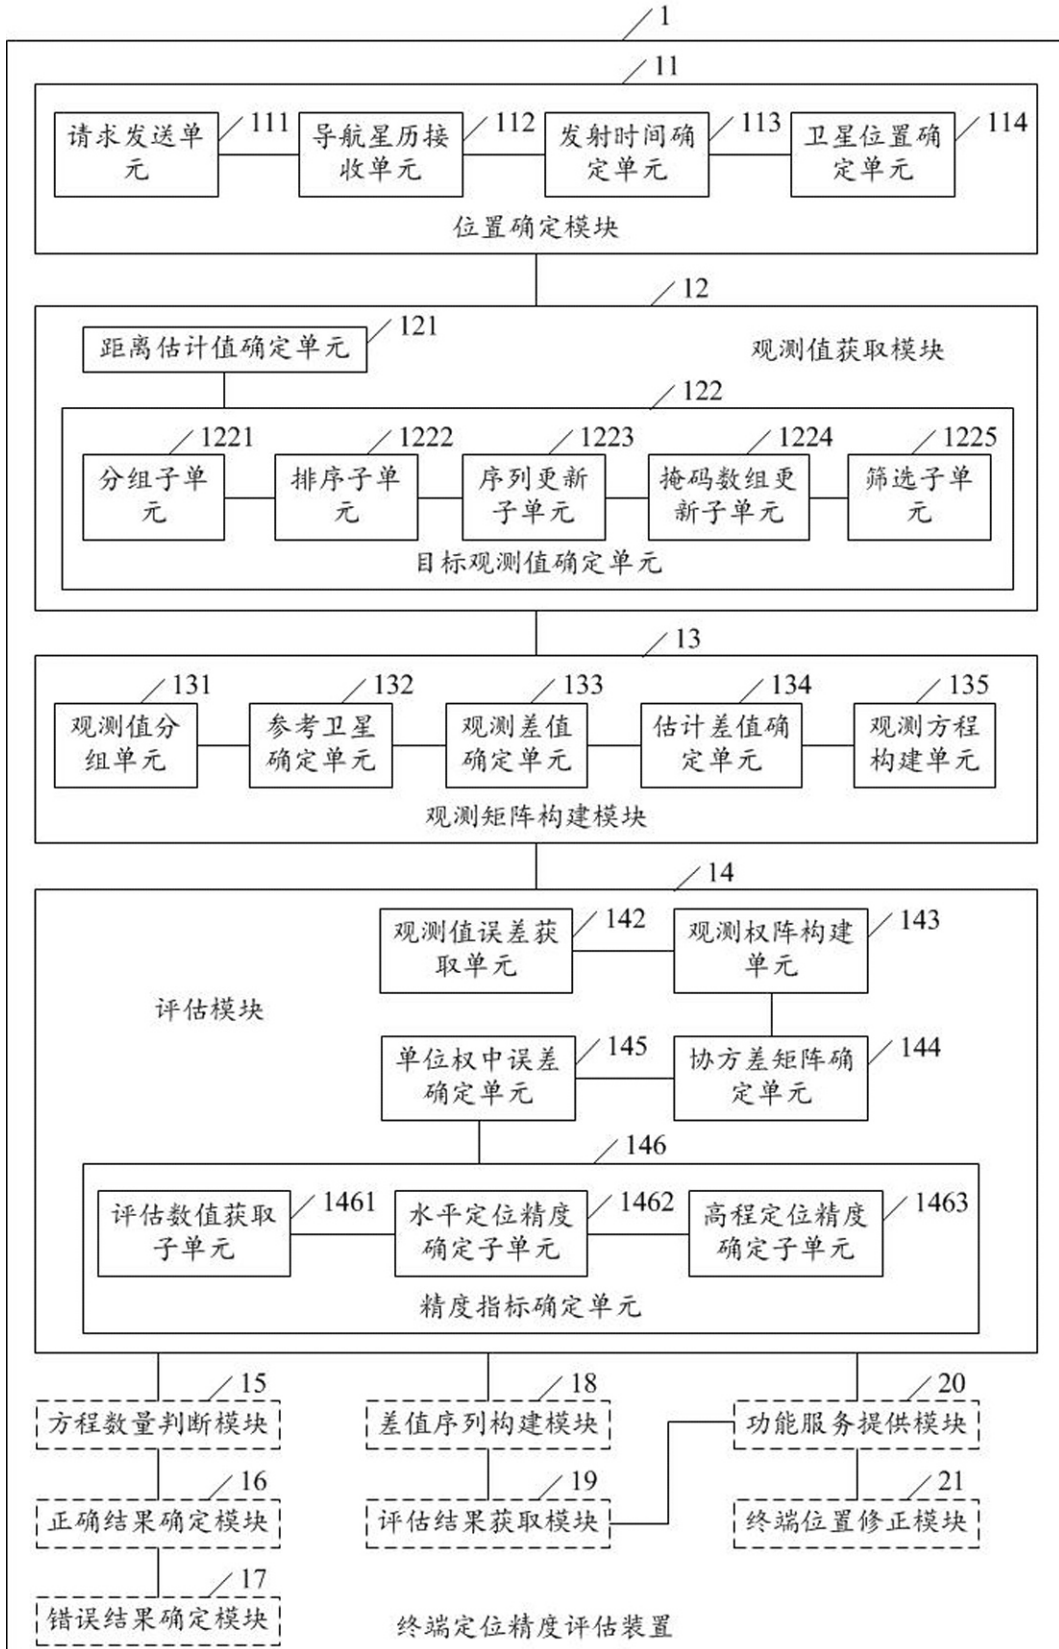 1
11
请求发送单
元
111
导航星历接
收单元
112
发射时间确
定单元
113
卫星位置确
定单元
114
位置确定模块
12
距离估计值确定单元
121
观测值获取模块
122
分组子单
元
1221
排序子单
元
1222
序列更新
子单元
1223
掩码数组更
新子单元
1224
筛选子单
元
1225
目标观测值确定单元
13
观测值分
组单元
131
参考卫星
确定单元
132
观测差值
确定单元
133
估计差值确
定单元
134
观测方程
构建单元
135
观测矩阵构建模块
14
观测值误差获
取单元
142
观测权阵构建
单元
143
评估模块
单位权中误差
确定单元
145
协方差矩阵确
定单元
144
146
评估数值获取
子单元
1461
水平定位精度
确定子单元
1462
高程定位精度
确定子单元
1463
精度指标确定单元
15
方程数量判断模块
18
差值序列构建模块
20
功能服务提供模块
16
正确结果确定模块
19
评估结果获取模块
21
终端位置修正模块
17
错误结果确定模块
终端定位精度评估装置